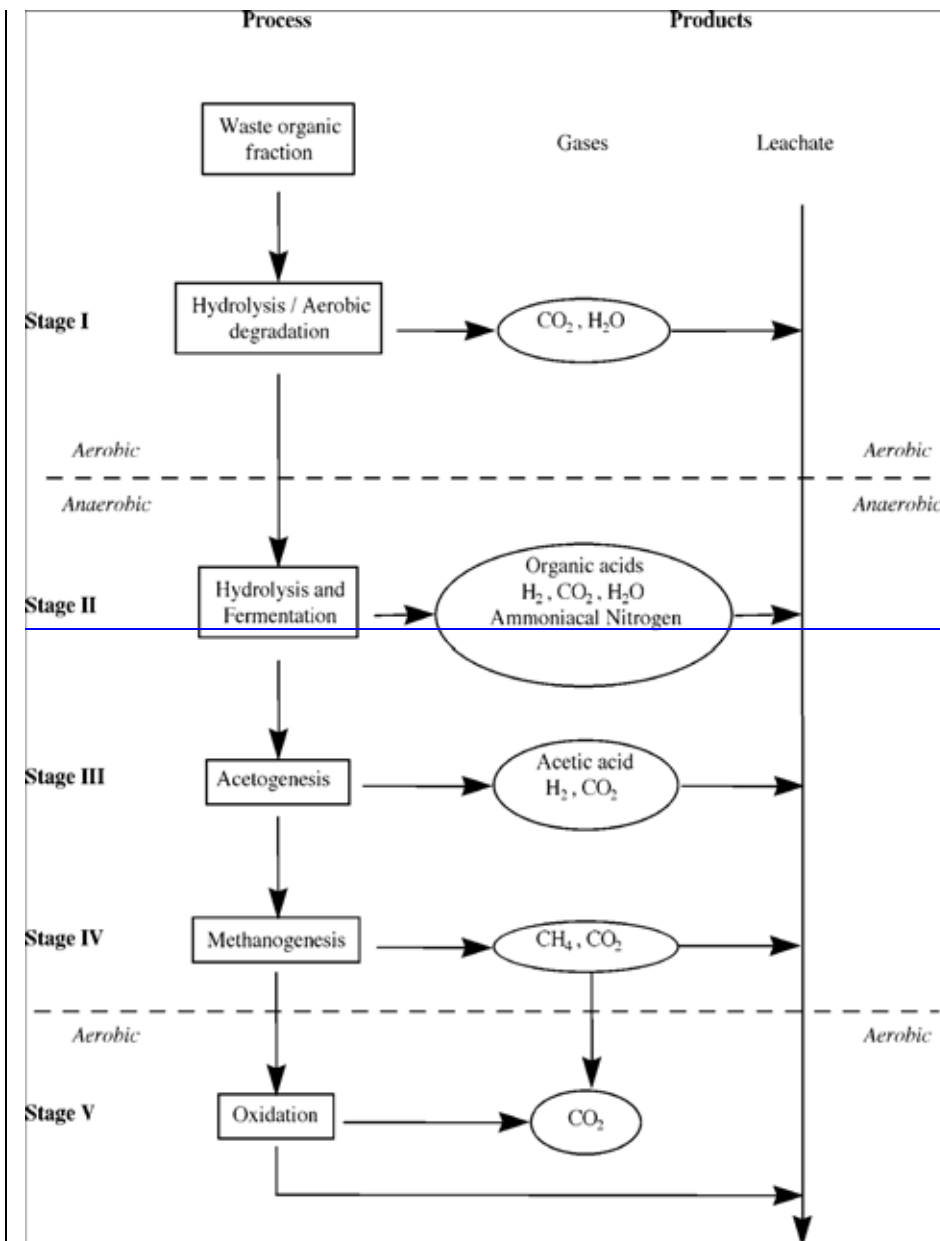 Process Products
Waste organic
fraction
Gases Leachate
Stage I
Hydrolysis / Aerobic
degradation
CO₂ , H₂O
Aerobic Aerobic
Anaerobic Anaerobic
Stage II
Hydrolysis and
Fermentation
Organic acids
H₂ , CO₂ , H₂O
Ammoniacal Nitrogen
Stage III
Acetogenesis
Acetic acid
H₂ , CO₂
Stage IV
Methanogenesis
CH₄ , CO₂
Aerobic Aerobic
Stage V
Oxidation
CO₂